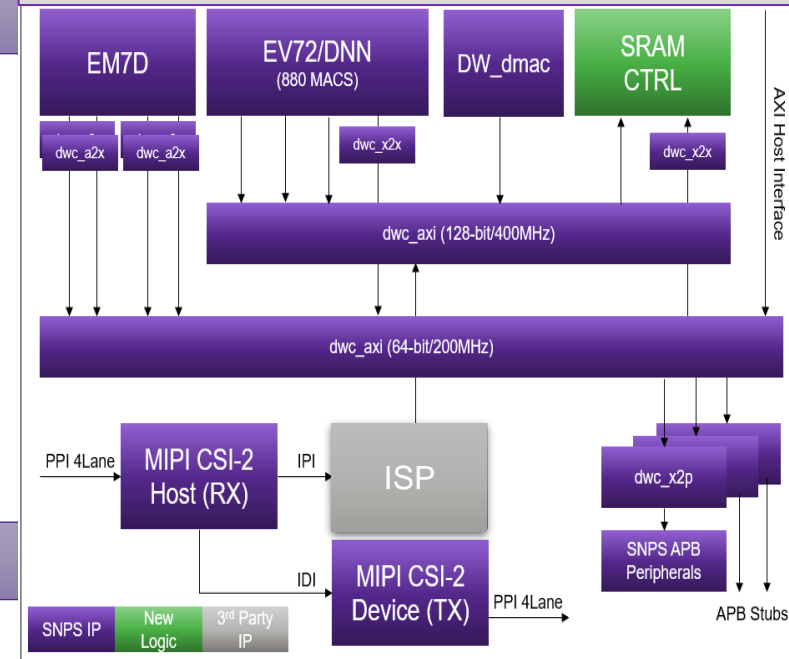 EM7D
EV72/DNN
(880 MACS)
DW_dmac
SRAM
CTRL
AXI Host Interface
dwc_a2x
dwc_a2x
dwc_x2x
dwc_x2x
dwc_axi (128-bit/400MHz)
dwc_axi (64-bit/200MHz)
PPI 4Lane
MIPI CSI-2
Host (RX)
IPI
ISP
dwc_x2p
SNPS APB
Peripherals
IDI
MIPI CSI-2
Device (TX)
PPI 4Lane
APB Stubs
SNPS IP
New
Logic
3rd Party
IP